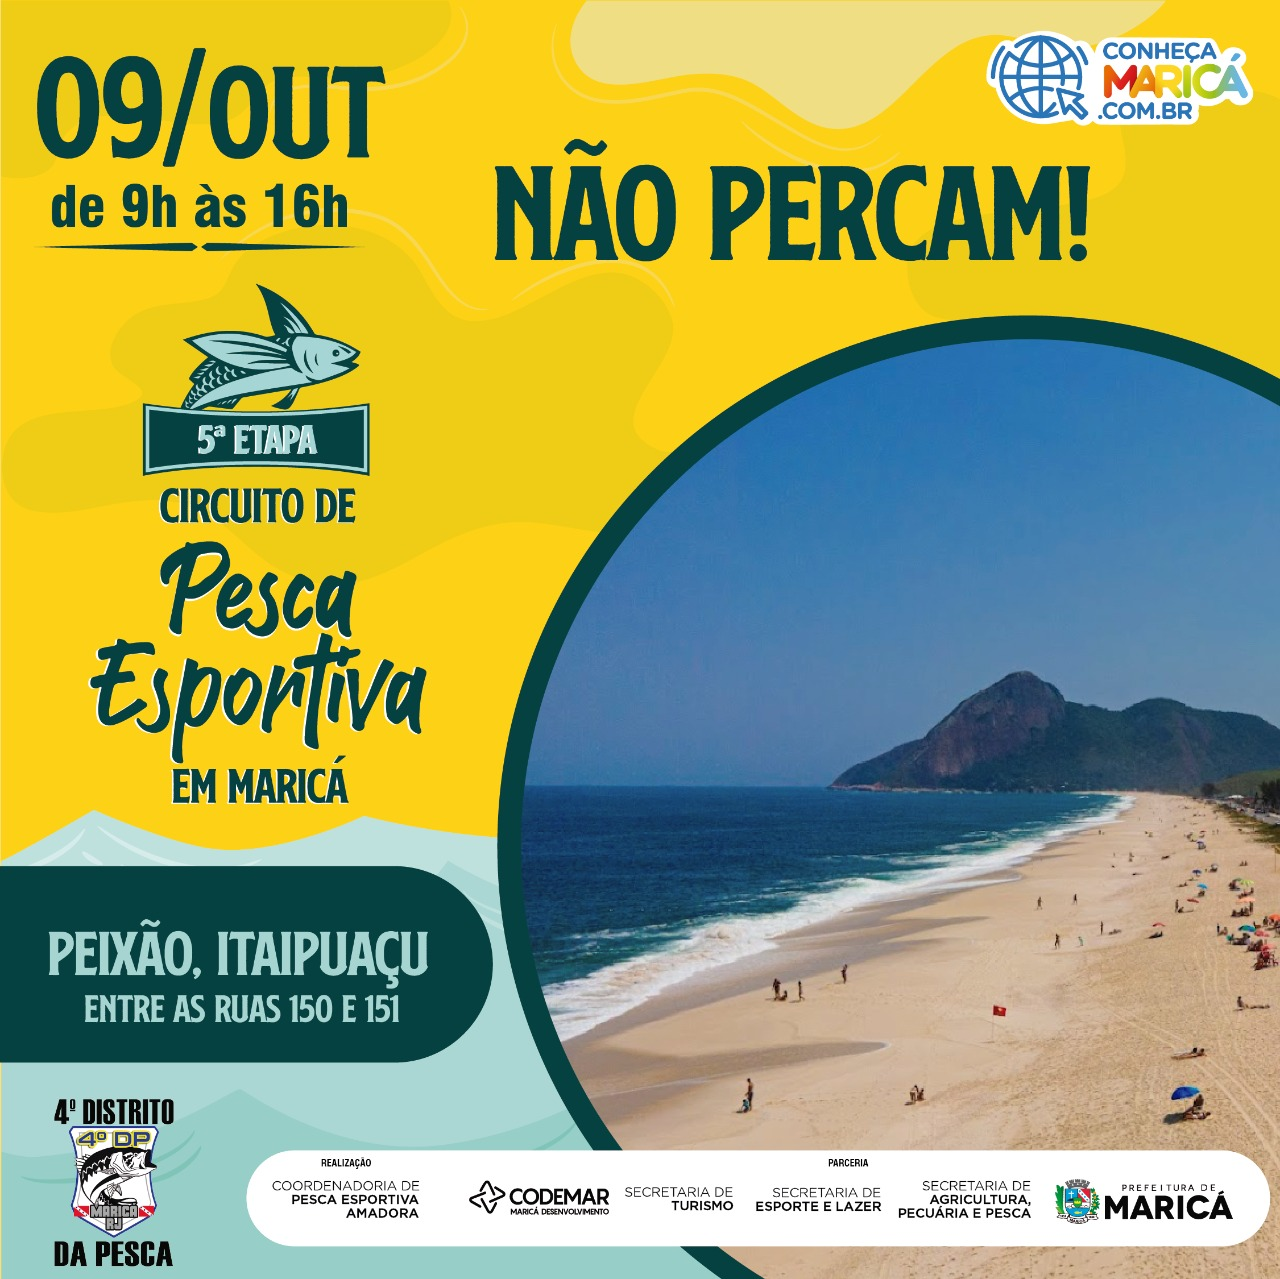 09/OUT
de 9h às 16h
CONHEÇA
MARICÁ
.COM.BR
NÃO PERCAM!
5ª ETAPA
CIRCUITO DE
Pesca
Esportiva
EM MARICÁ
PEIXÃO, ITAIPUAÇU
ENTRE AS RUAS 150 E 151
4º DISTRITO
4º DP
MARICÁ
RJ
DA PESCA
REALIZAÇÃO
COORDENADORIA DE
PESCA ESPORTIVA
AMADORA
CODEMAR
MARICÁ DESENVOLVIMENTO
PARCERIA
SECRETARIA DE
TURISMO
SECRETARIA DE
ESPORTE E LAZER
SECRETARIA DE
AGRICULTURA,
PECUÁRIA E PESCA
PREFEITURA DE
MARICÁ